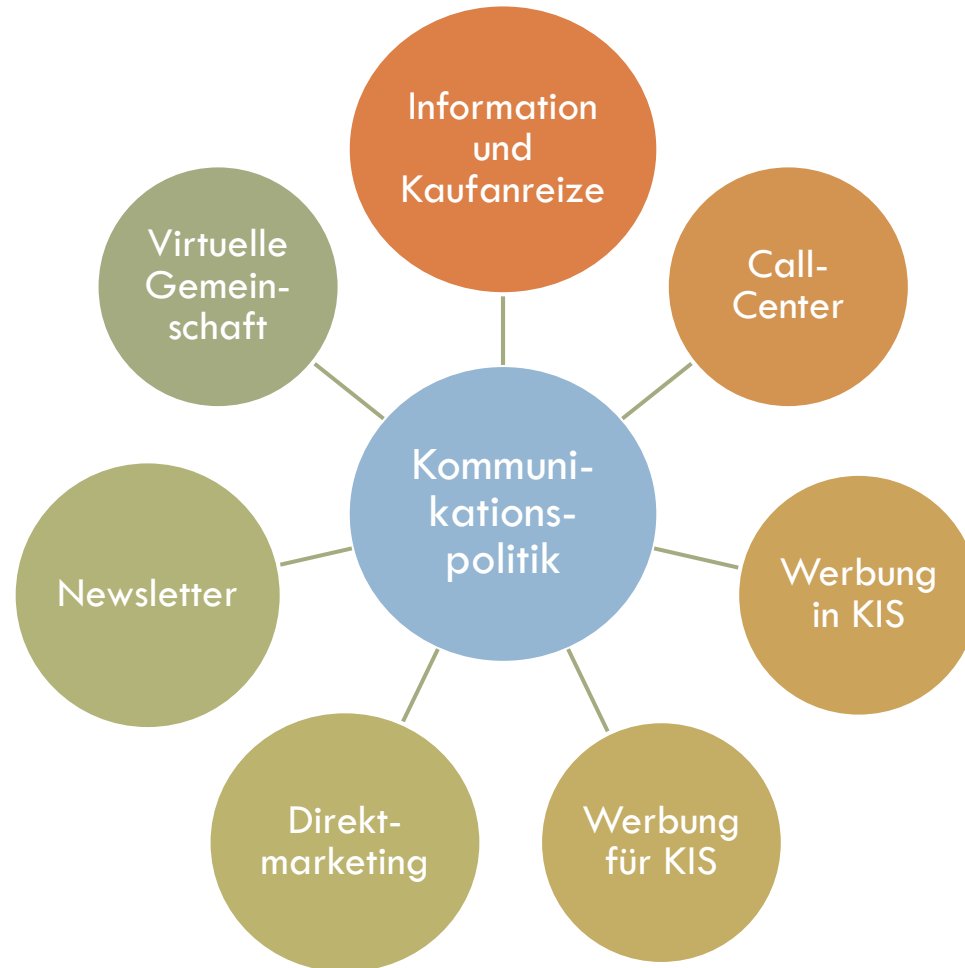 Information
und
Kaufanreize
Call-
Center
Werbung
in KIS
Werbung
für KIS
Direkt-
marketing
Newsletter
Virtuelle
Gemein-
schaft
Kommuni-
kations-
politik